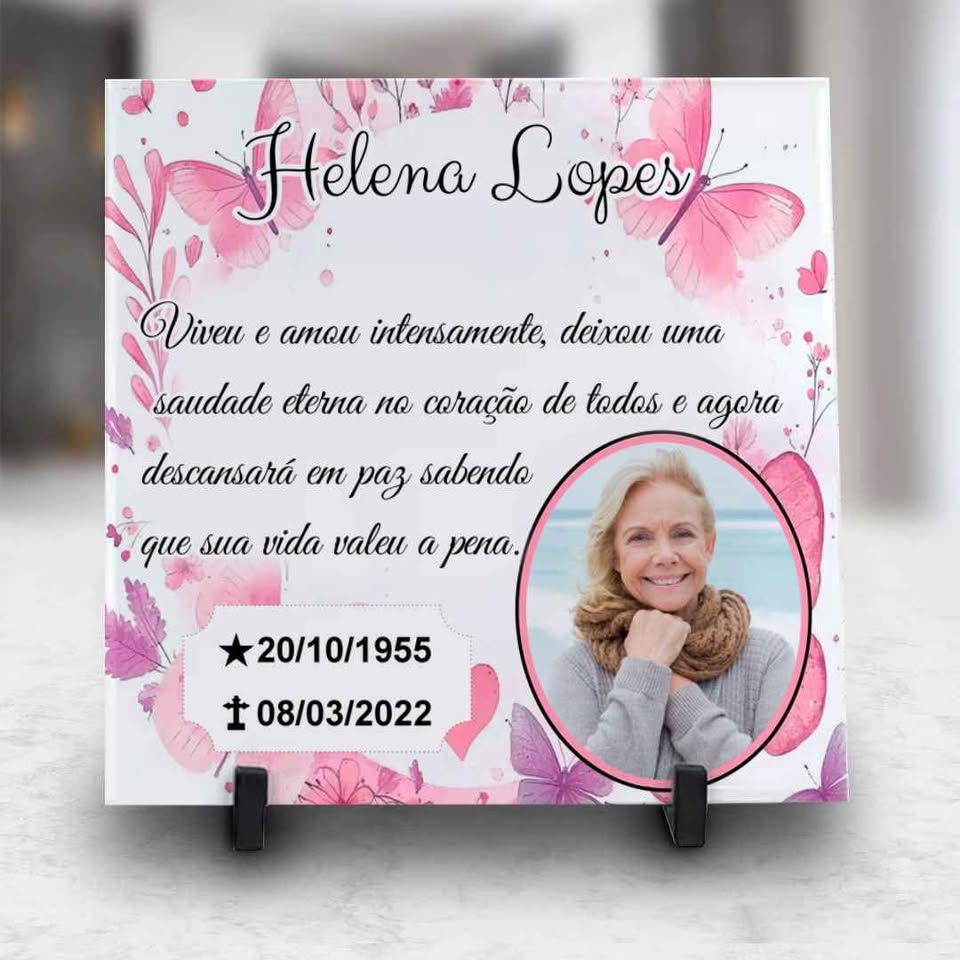 Helena Lopes
Viveu e amou intensamente, deixou uma
saudade eterna no coração de todos e agora
descansará em paz sabendo
que sua vida valeu a pena.
★20/10/1955
✝08/03/2022